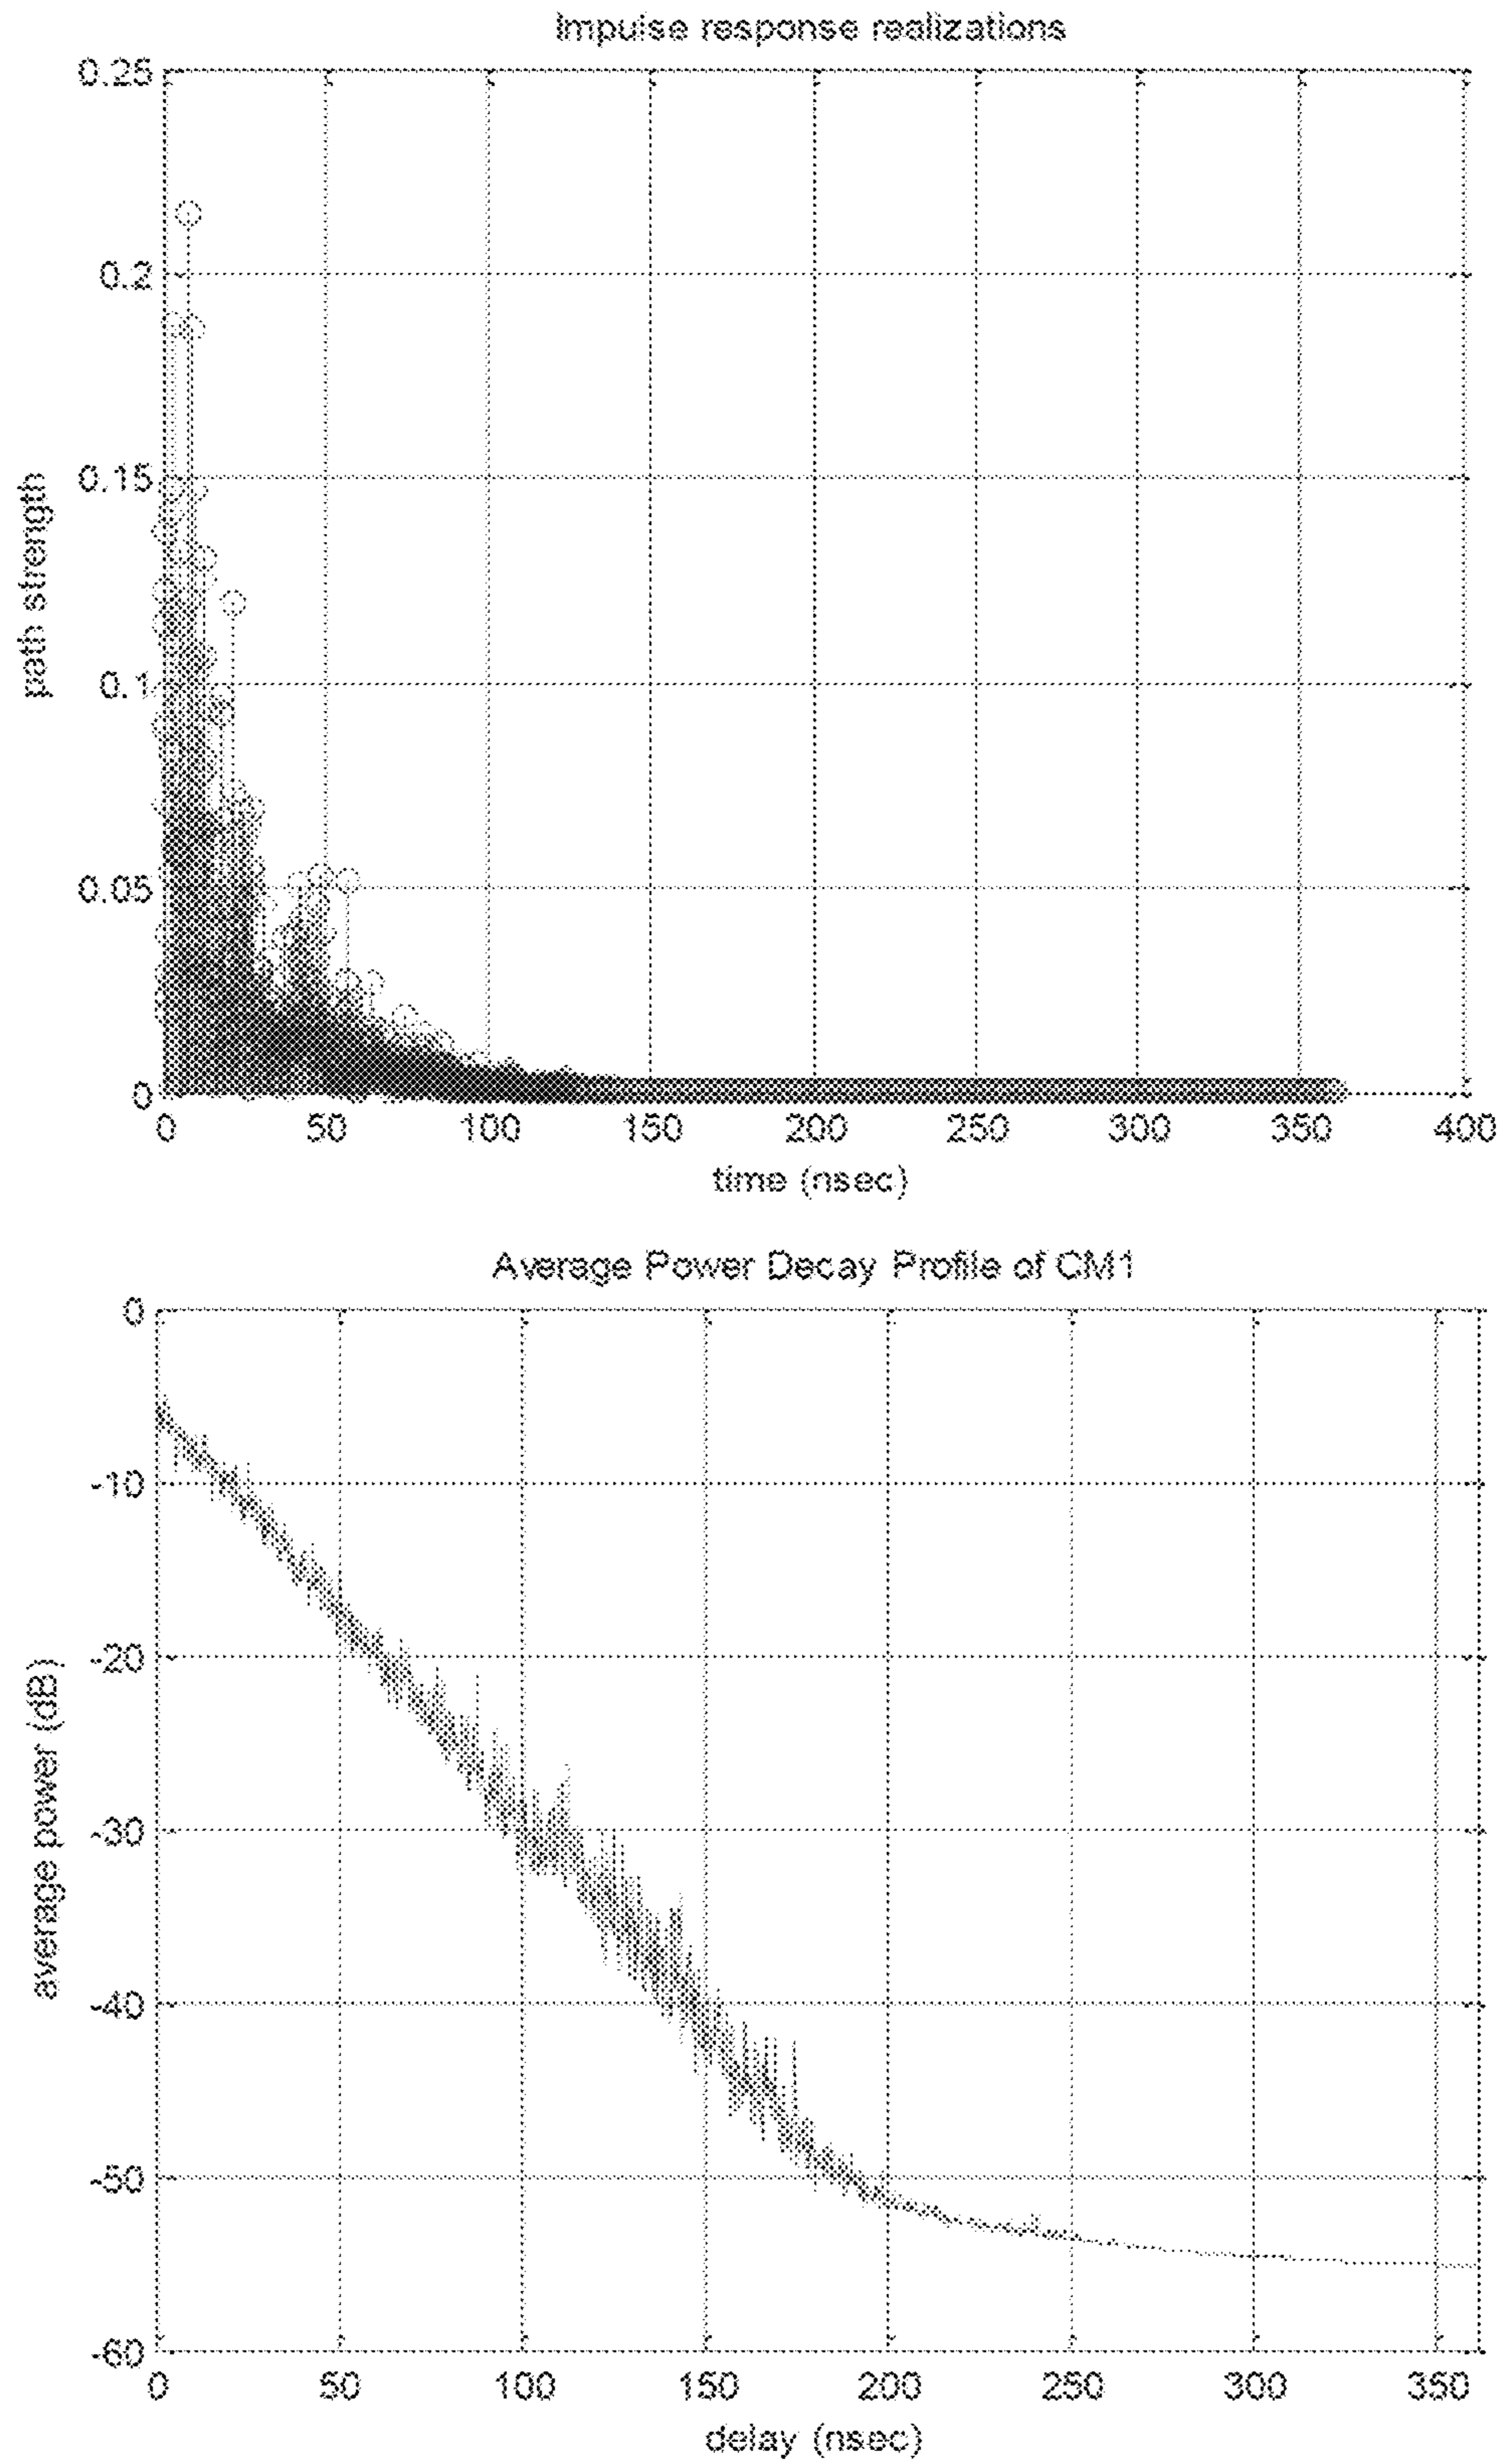 Impulse response realizations
0.25
0.2
0.15
0.1
0.05
0
path strength
0 50 100 150 200 250 300 350 400
time (nsec)
Average Power Decay Profile of CM1
0
-10
-20
-30
-40
-50
-60
average power (dB)
0 50 100 150 200 250 300 350
delay (nsec)